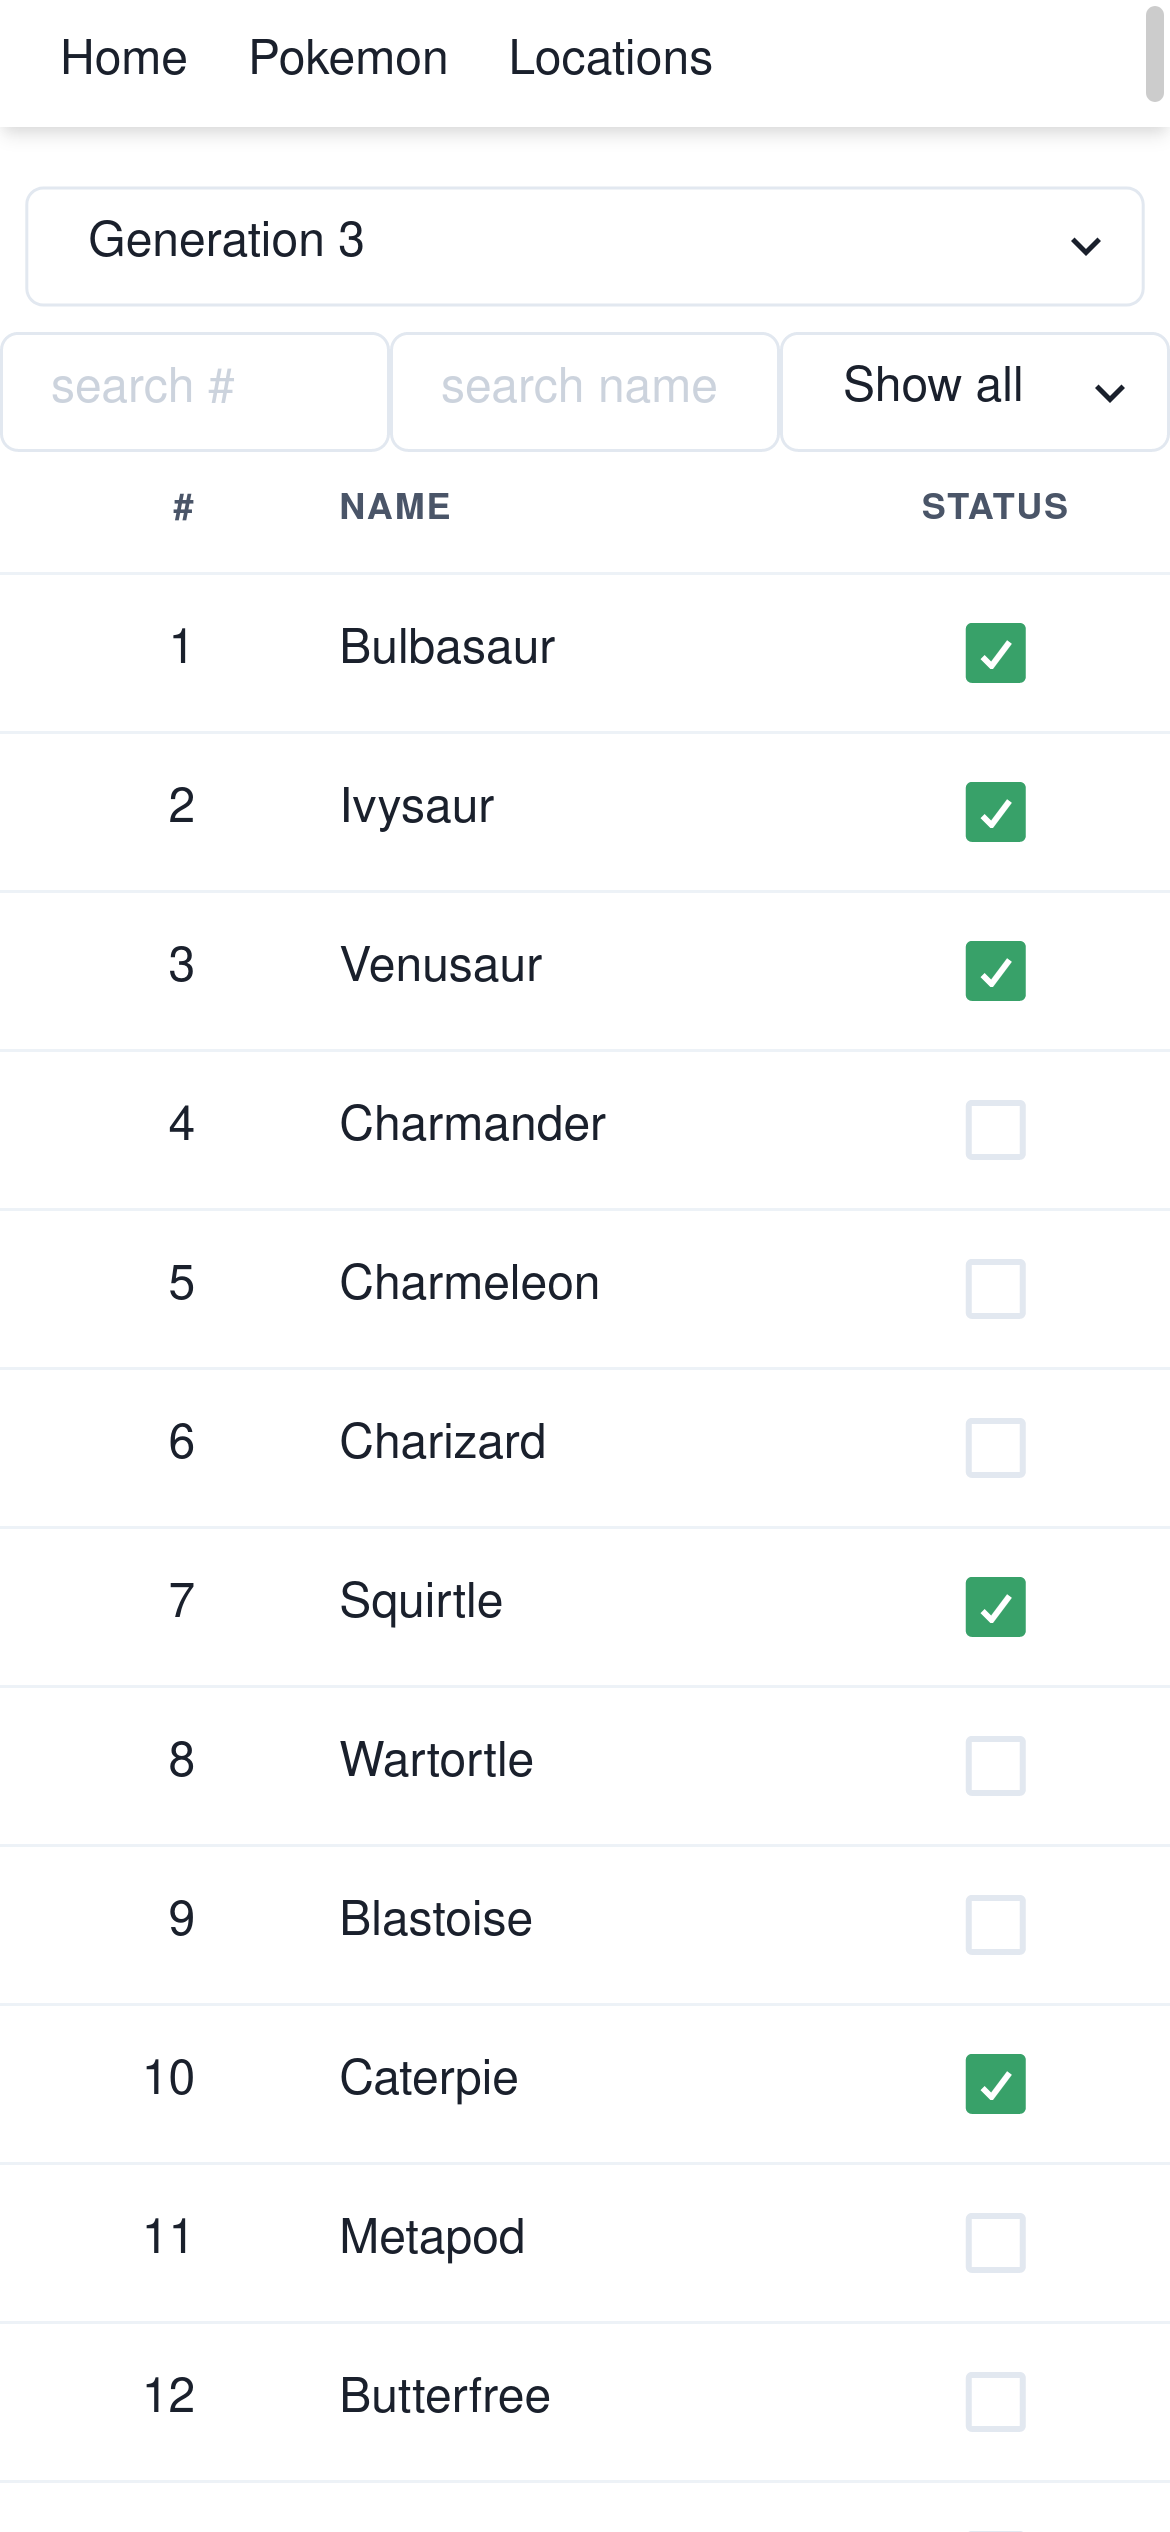 Home Pokemon Locations
Generation 3
search # search name Show all
# NAME STATUS
1 Bulbasaur
2 Ivysaur
3 Venusaur
4 Charmander
5 Charmeleon
6 Charizard
7 Squirtle
8 Wartortle
9 Blastoise
10 Caterpie
11 Metapod
12 Butterfree